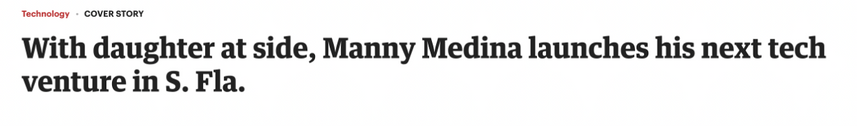 Technology · COVER STORY
With daughter at side, Manny Medina launches his next tech
venture in S. Fla.